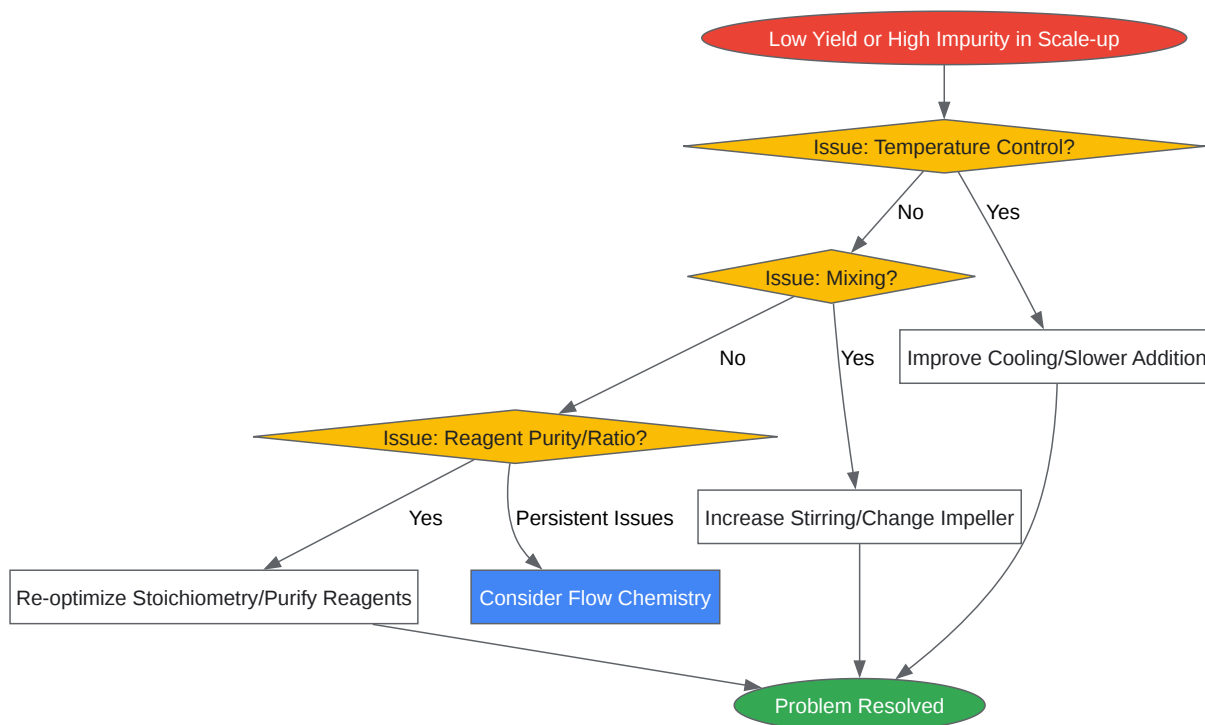 Low Yield or High Impurity in Scale-up
Issue: Temperature Control?
No
Yes
Issue: Mixing?
No
Yes
Improve Cooling/Slower Addition
Issue: Reagent Purity/Ratio?
Yes
Persistent Issues
Increase Stirring/Change Impeller
Re-optimize Stoichiometry/Purify Reagents
Consider Flow Chemistry
Problem Resolved